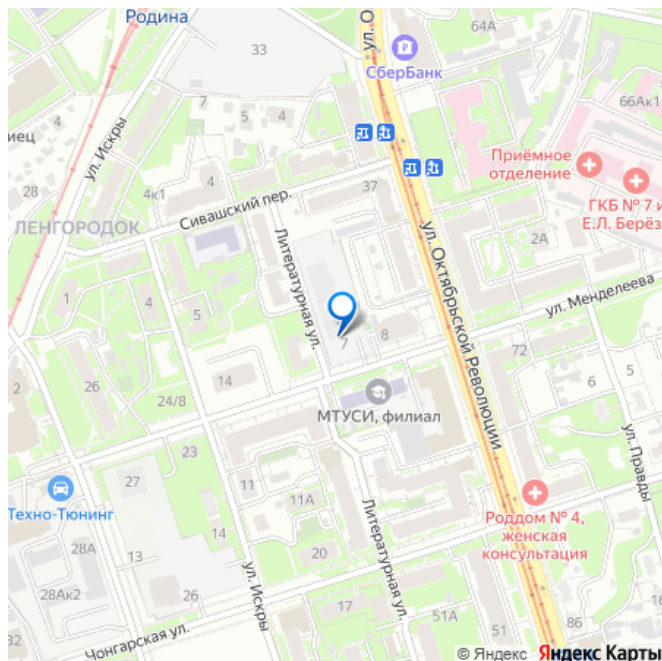 Родина
33
ул. О
64А
СберБанк
66Ак1
7
5
4
4
иец
28
ул. Искры
4к1
4
37
Приёмное
отделение
ГКБ № 7 и
Е.Л. Берёз
Сивашский пер.
ЛЕНГОРОДОК
Литературная ул.
ул. Октябрьской Революции
2А
ул. Менделеева
1
4
5
7
8
72
6
5
2
26
14
24/8
МТУСИ, филиал
ул. Правды
23
27
11
11А
Техно-Тюнинг
Роддом № 4,
женская
консультация
14
28А
13
20
Литературная ул.
28Ак2
26
ул. Искры
17
51А
51
86
32
Чонгарская ул.
© Яндекс Яндекс Карты